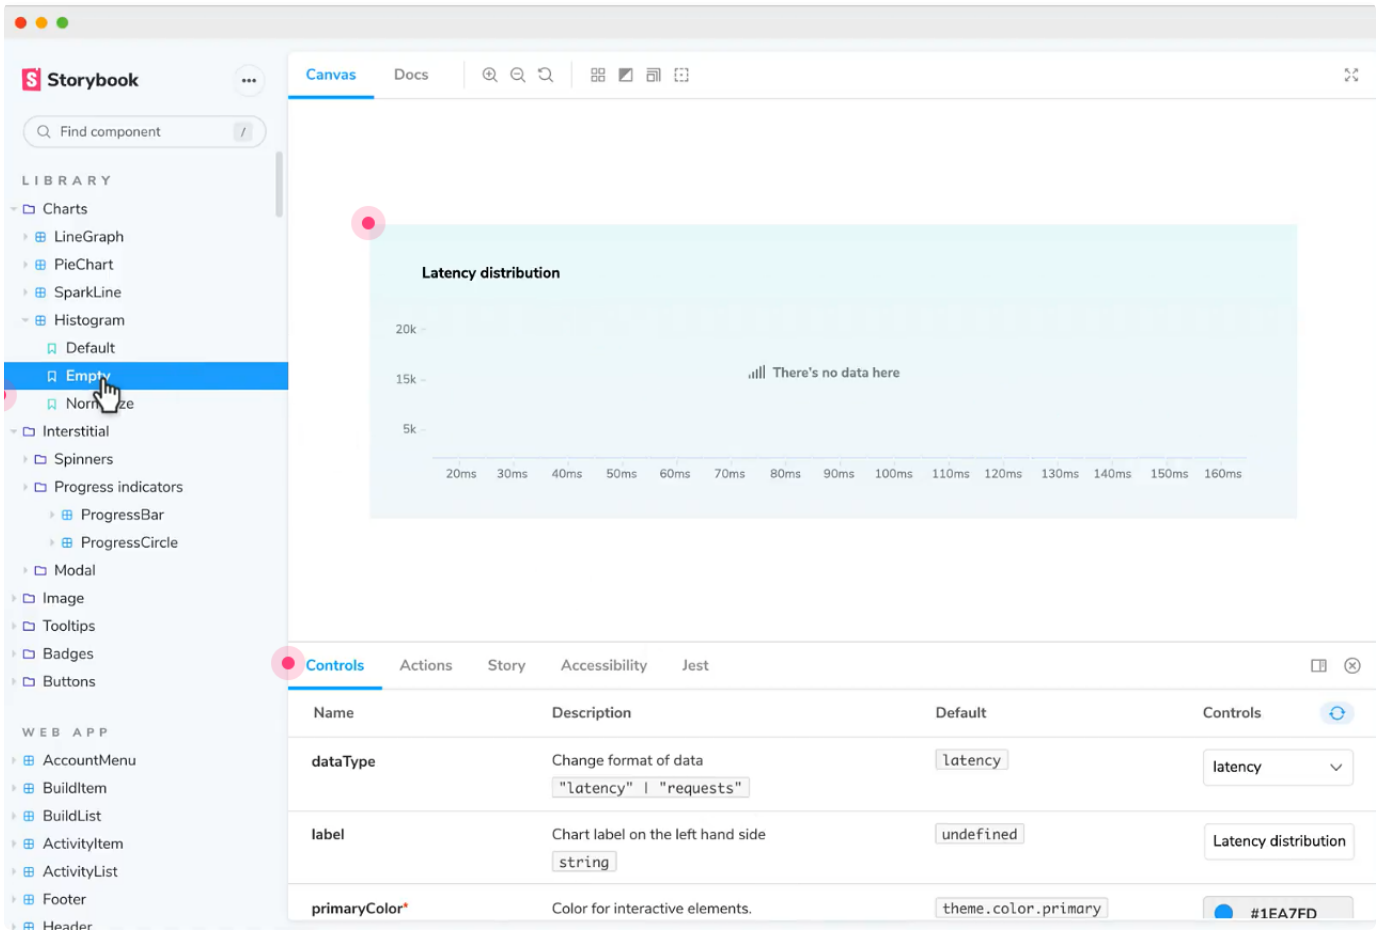 Storybook
Find component /
LIBRARY
Charts
LineGraph
PieChart
SparkLine
Histogram
Default
Empty
Interstitial
Spinners
Progress indicators
ProgressBar
ProgressCircle
Modal
Image
Tooltips
Badges
Buttons
WEB APP
AccountMenu
BuildItem
BuildList
ActivityItem
ActivityList
Footer
Header
Canvas Docs
Latency distribution
20k
15k
5k
There's no data here
20ms 30ms 40ms 50ms 60ms 70ms 80ms 90ms 100ms 110ms 120ms 130ms 140ms 150ms 160ms
Controls Actions Story Accessibility Jest
Name Description Default Controls
dataType Change format of data latency latency
"latency" | "requests"
label Chart label on the left hand side undefined Latency distribution
string
primaryColor* Color for interactive elements. theme.color.primary #1EA7FD